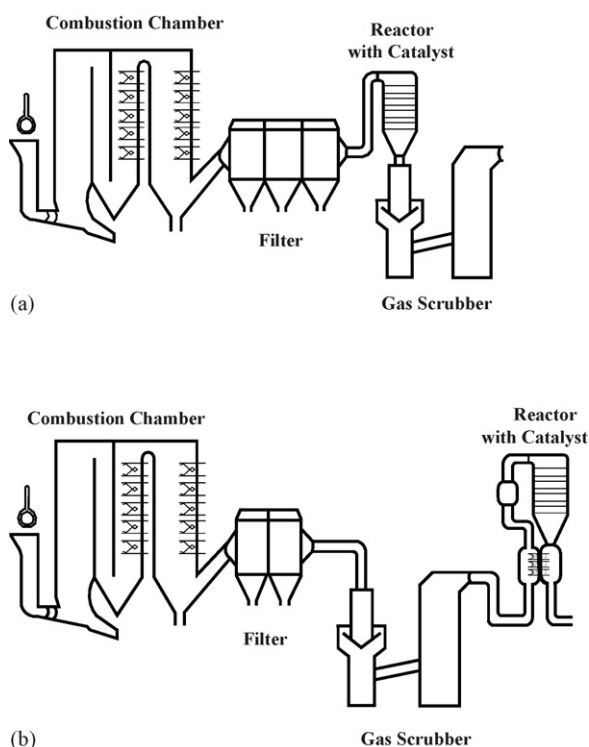 Combustion Chamber
Reactor
with Catalyst
Filter
Gas Scrubber
(a)
Combustion Chamber
Reactor
with Catalyst
Filter
Gas Scrubber
(b)